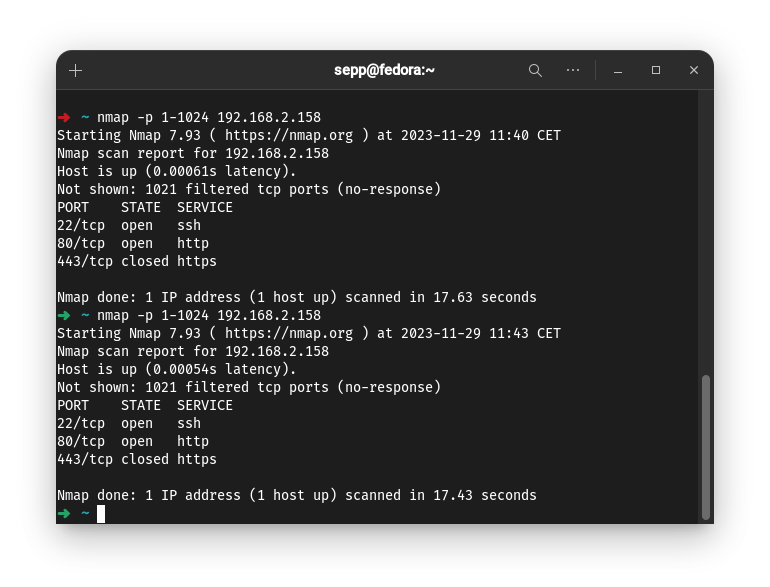 sepp@fedora:~
➜ ~ nmap -p 1-1024 192.168.2.158
Starting Nmap 7.93 ( https://nmap.org ) at 2023-11-29 11:40 CET
Nmap scan report for 192.168.2.158
Host is up (0.00061s latency).
Not shown: 1021 filtered tcp ports (no-response)
PORT    STATE  SERVICE
22/tcp  open   ssh
80/tcp  open   http
443/tcp closed https
Nmap done: 1 IP address (1 host up) scanned in 17.63 seconds
➜ ~ nmap -p 1-1024 192.168.2.158
Starting Nmap 7.93 ( https://nmap.org ) at 2023-11-29 11:43 CET
Nmap scan report for 192.168.2.158
Host is up (0.00054s latency).
Not shown: 1021 filtered tcp ports (no-response)
PORT    STATE  SERVICE
22/tcp  open   ssh
80/tcp  open   http
443/tcp closed https
Nmap done: 1 IP address (1 host up) scanned in 17.43 seconds
➜ ~